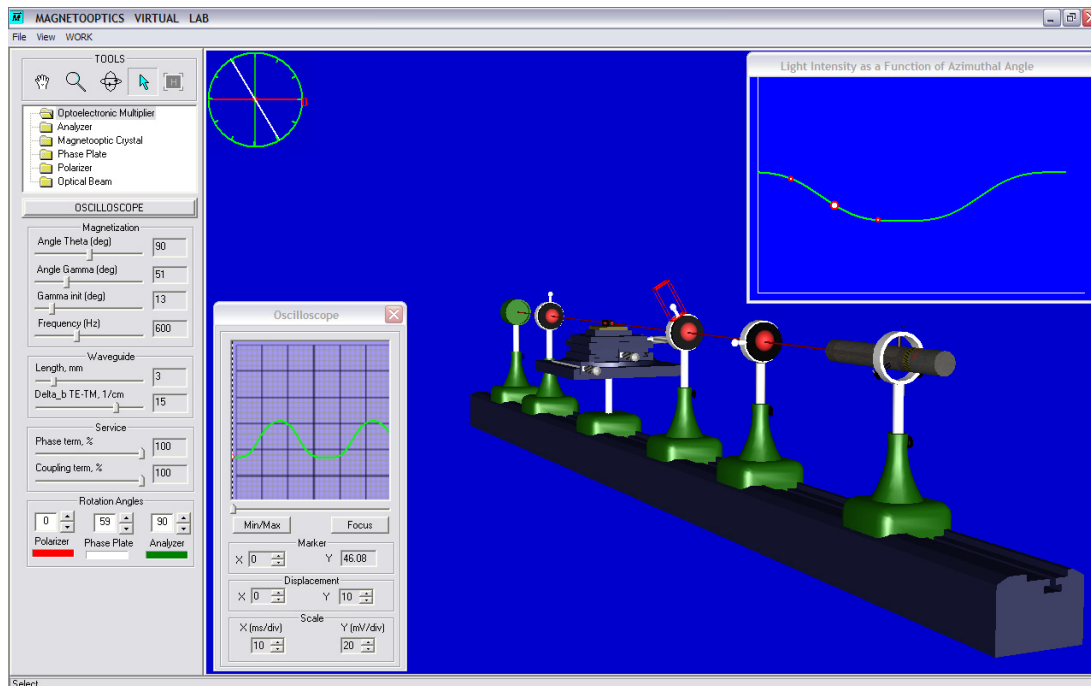 MAGNETOOPTICS VIRTUAL LAB
File View WORK
TOOLS
H
Optoelectronic Multiplier
Analyzer
Magnetooptic Crystal
Phase Plate
Polarizer
Optical Beam
OSCILLOSCOPE
Magnetization
Angle Theta (deg) 90
Angle Gamma (deg) 51
Gamma init (deg) 13
Frequency (Hz) 600
Waveguide
Length, mm 3
Delta_b TE-TM, 1/cm 15
Service
Phase term, % 100
Coupling term, % 100
Rotation Angles
0 59 90
Polarizer Phase Plate Analyzer
Light Intensity as a Function of Azimuthal Angle
Oscilloscope
Min/Max Focus
Marker
X 0 Y 46.08
Displacement
X 0 Y 10
Scale
X (ms/div) Y (mV/div)
10 20
Select